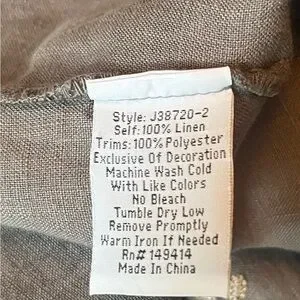 Style: J38720-2
Self: 100% Linen
Trims: 100% Polyester
Exclusive Of Decoration
Machine Wash Cold
With Like Colors
No Bleach
Tumble Dry Low
Remove Promptly
Warm Iron If Needed
Rn# 149414
Made In China